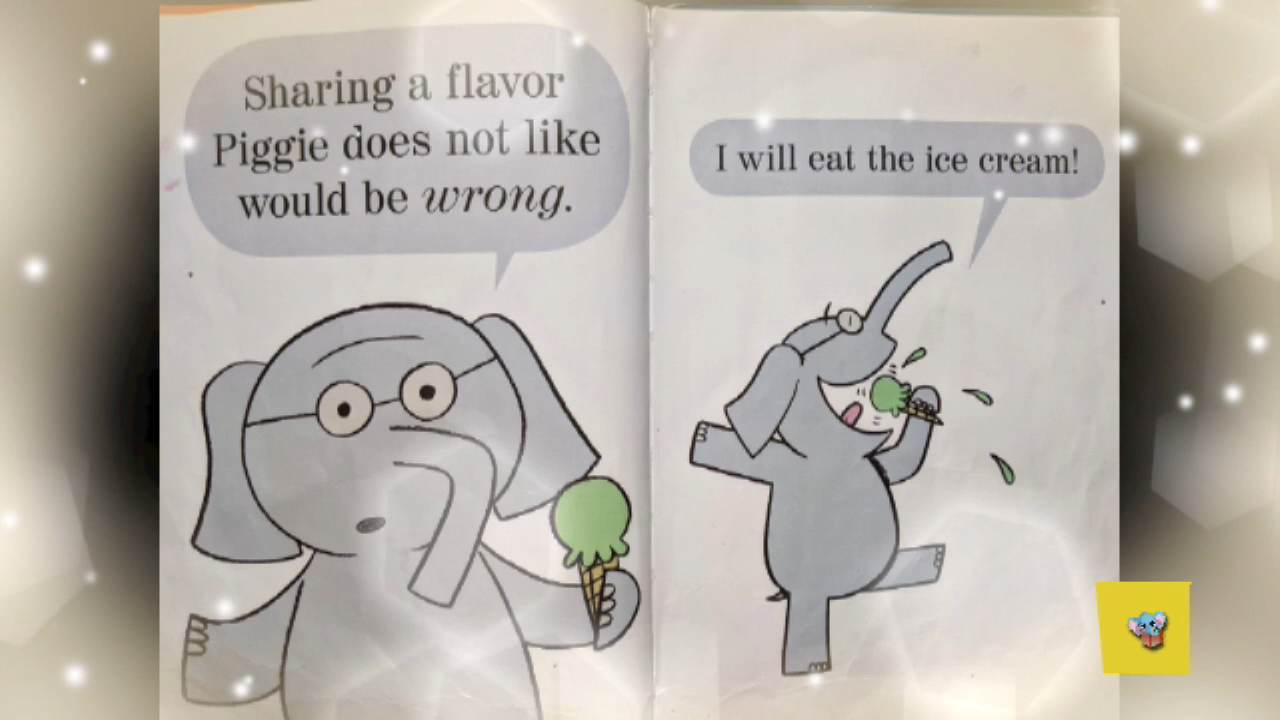 Sharing a flavor
Piggie does not like
would be wrong.
I will eat the ice cream!